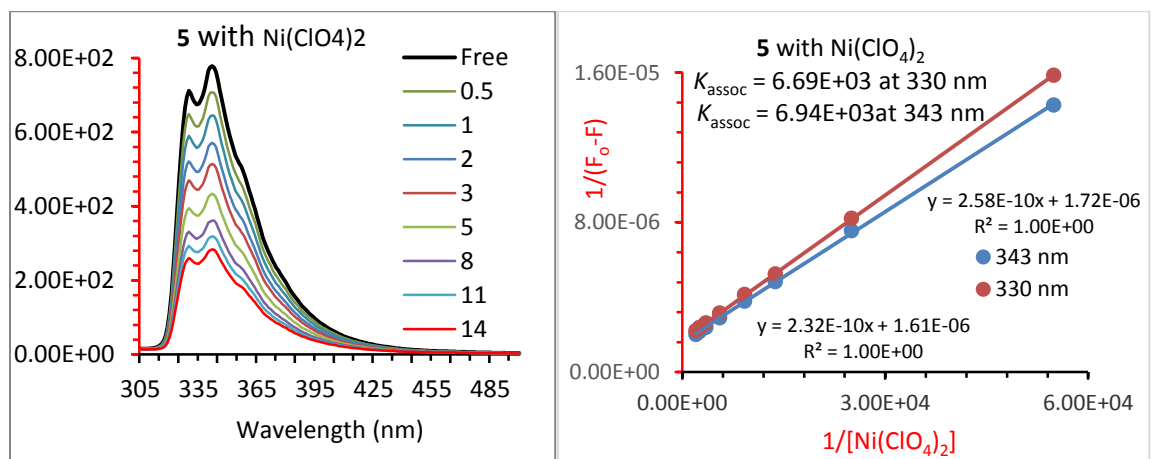 5 with Ni(ClO4)2
8.00E+02
6.00E+02
4.00E+02
2.00E+02
0.00E+00
305 325 345 365 395 425 485
Wavelength (nm)
Free
0.5
1
2
3
5
8
11
14
5 with Ni(ClO₄)₂
Kassoc = 6.69E+03 at 330 nm
Kassoc = 6.94E+03at 343 nm
1/(Fo-F)
1.60E-05
8.00E-06
0.00E+00
y = 2.58E-10x + 1.72E-06
R² = 1.00E+00
343 nm
330 nm
y = 2.32E-10x + 1.61E-06
R² = 1.00E+00
0.00E+00 3.00E+04 6.00E+04
1/[Ni(ClO₄)₂]